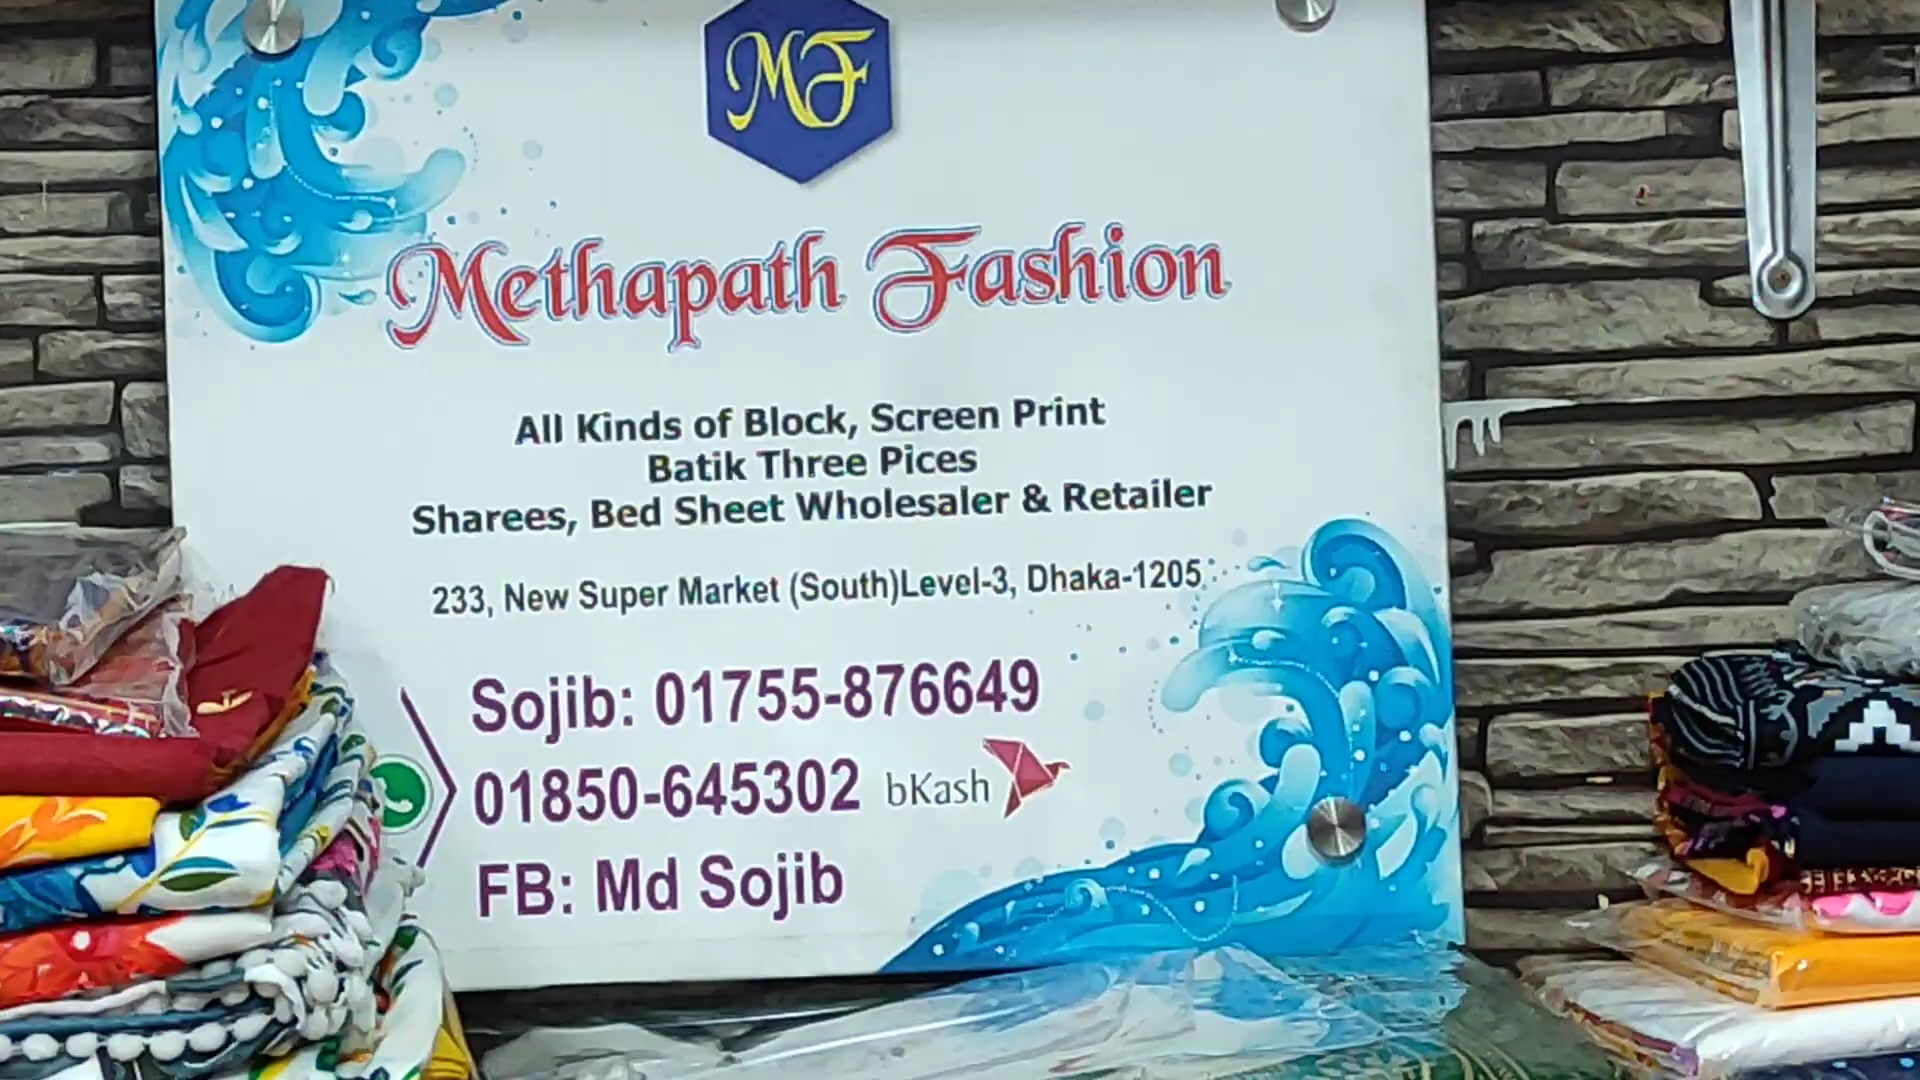 MF
Methapath Fashion
All Kinds of Block, Screen Print
Batik Three Pices
Sharees, Bed Sheet Wholesaler & Retailer
233, New Super Market (South)Level-3, Dhaka-1205
Sojib: 01755-876649
01850-645302 bKash
FB: Md Sojib